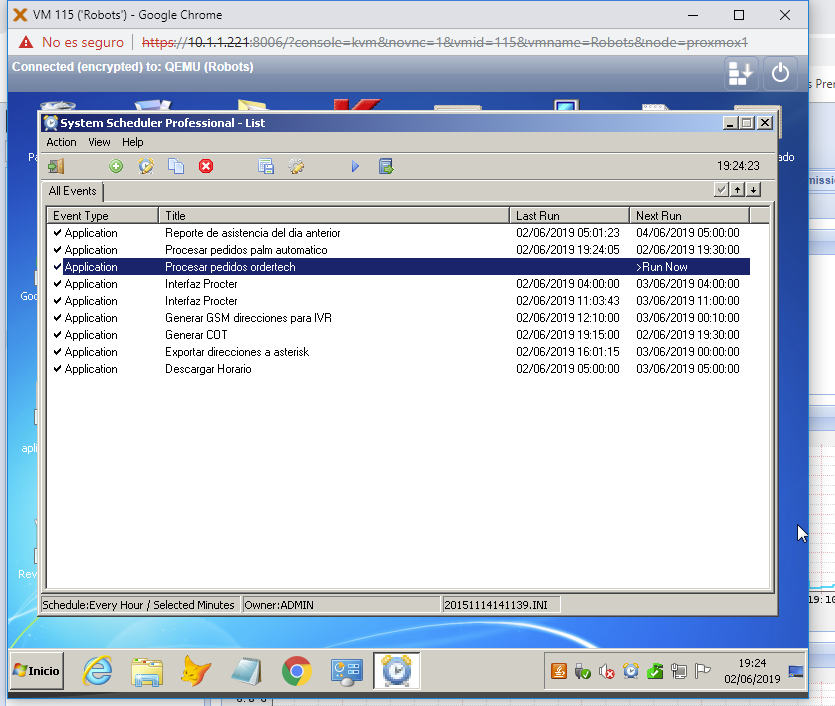 VM 115 ('Robots') - Google Chrome
No es seguro | https://10.1.1.221:8006/?console=kvm&novnc=1&vmid=115&vmname=Robots&node=proxmox1
Connected (encrypted) to: QEMU (Robots)
System Scheduler Professional - List
Action View Help
19:24:23
All Events
Event Type Title Last Run Next Run
Application Reporte de asistencia del dia anterior 02/06/2019 05:01:23 04/06/2019 05:00:00
Application Procesar pedidos palm automatico 02/06/2019 19:24:05 02/06/2019 19:30:00
Application Procesar pedidos ordertech >Run Now
Application Interfaz Procter 02/06/2019 04:00:00 03/06/2019 04:00:00
Application Interfaz Procter 02/06/2019 11:03:43 03/06/2019 11:00:00
Application Generar GSM direcciones para IVR 02/06/2019 12:10:00 03/06/2019 00:10:00
Application Generar COT 02/06/2019 19:15:00 02/06/2019 19:30:00
Application Exportar direcciones a asterisk 02/06/2019 16:01:15 03/06/2019 00:00:00
Application Descargar Horario 02/06/2019 05:00:00 03/06/2019 05:00:00
Schedule:Every Hour / Selected Minutes Owner:ADMIN 20151114141139.INI
Inicio
19:24
02/06/2019